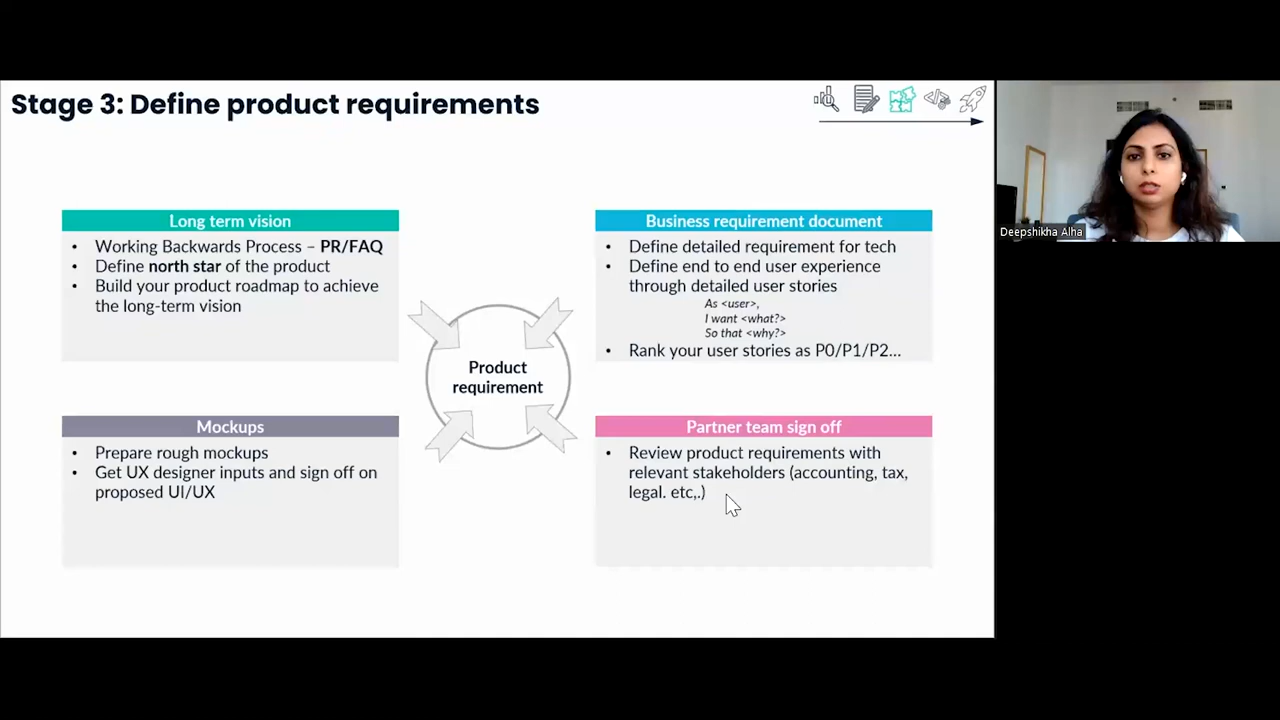 Stage 3: Define product requirements
Deepshikha Alha
Long term vision
• Working Backwards Process – PR/FAQ
• Define north star of the product
• Build your product roadmap to achieve
the long-term vision
Business requirement document
• Define detailed requirement for tech
• Define end to end user experience
through detailed user stories
As <user>,
I want <what?>
So that <why?>
• Rank your user stories as P0/P1/P2...
Product
requirement
Mockups
• Prepare rough mockups
• Get UX designer inputs and sign off on
proposed UI/UX
Partner team sign off
• Review product requirements with
relevant stakeholders (accounting, tax,
legal. etc,.)